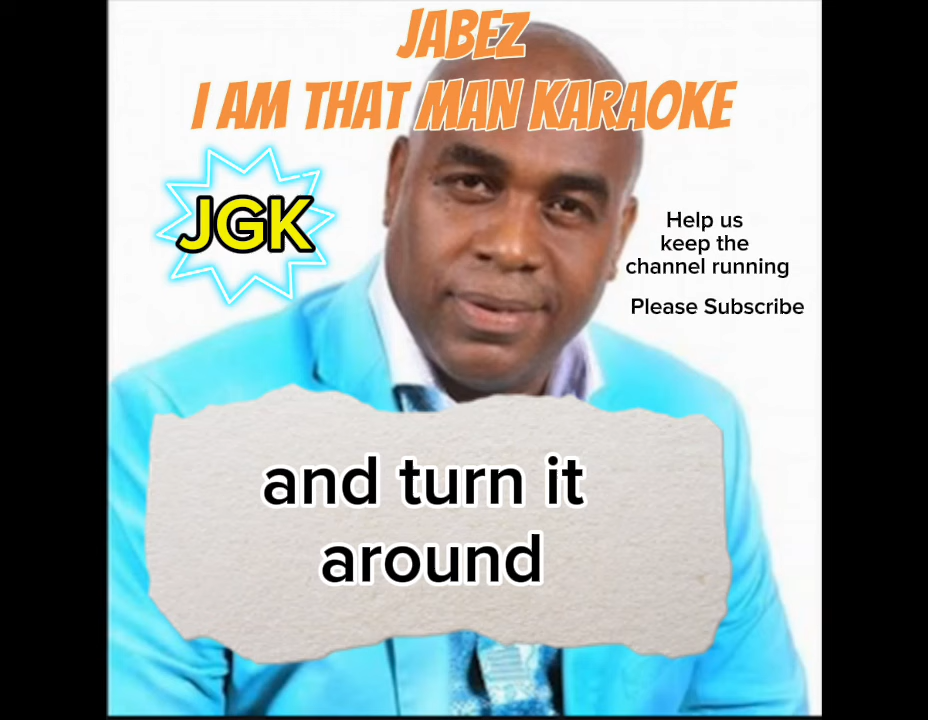 JABEZ
I AM THAT MAN KARAOKE
JGK
Help us
keep the
channel running
Please Subscribe
and turn it
around